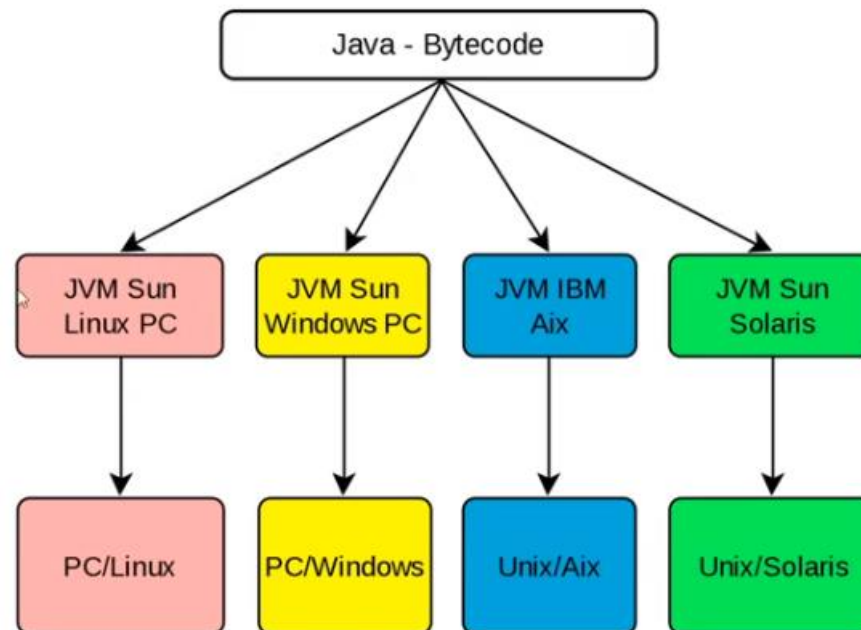 Java - Bytecode
JVM Sun
Linux PC
JVM Sun
Windows PC
JVM IBM
Aix
JVM Sun
Solaris
PC/Linux
PC/Windows
Unix/Aix
Unix/Solaris